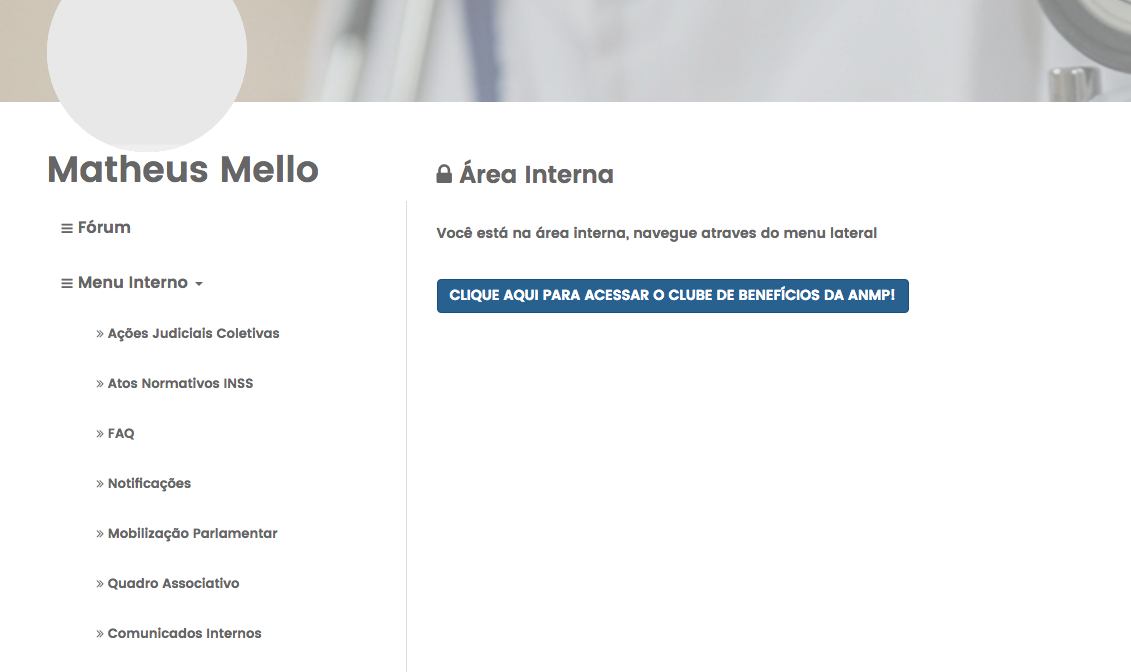 Matheus Mello
Fórum
Menu Interno
» Ações Judiciais Coletivas
» Atos Normativos INSS
» FAQ
» Notificações
» Mobilização Parlamentar
» Quadro Associativo
» Comunicados Internos
Área Interna
Você está na área interna, navegue atraves do menu lateral
CLIQUE AQUI PARA ACESSAR O CLUBE DE BENEFÍCIOS DA ANMP!